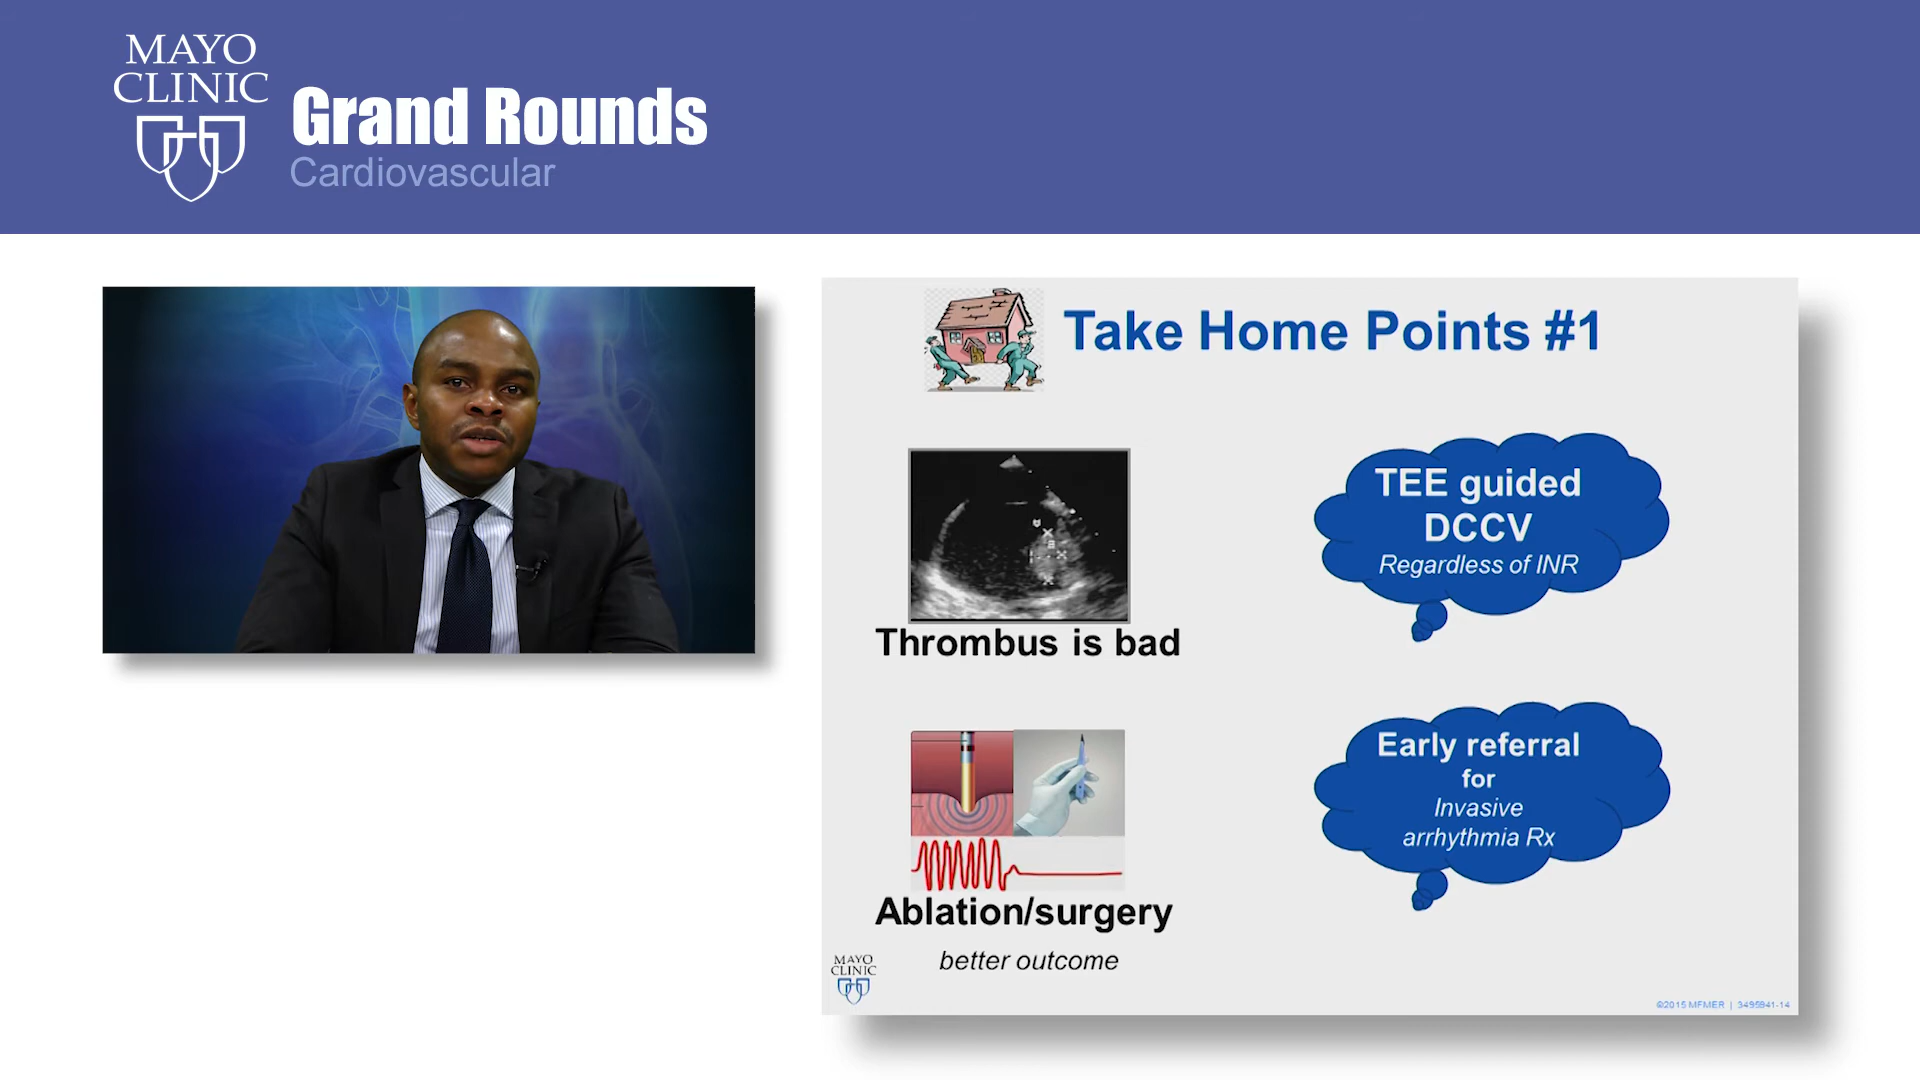 MAYO
CLINIC
Grand Rounds
Cardiovascular
Take Home Points #1
TEE guided
DCCV
Regardless of INR
Thrombus is bad
Early referral
for
Invasive
arrhythmia Rx
Ablation/surgery
better outcome
MAYO
CLINIC
©2015 MFMER | 3495841-14